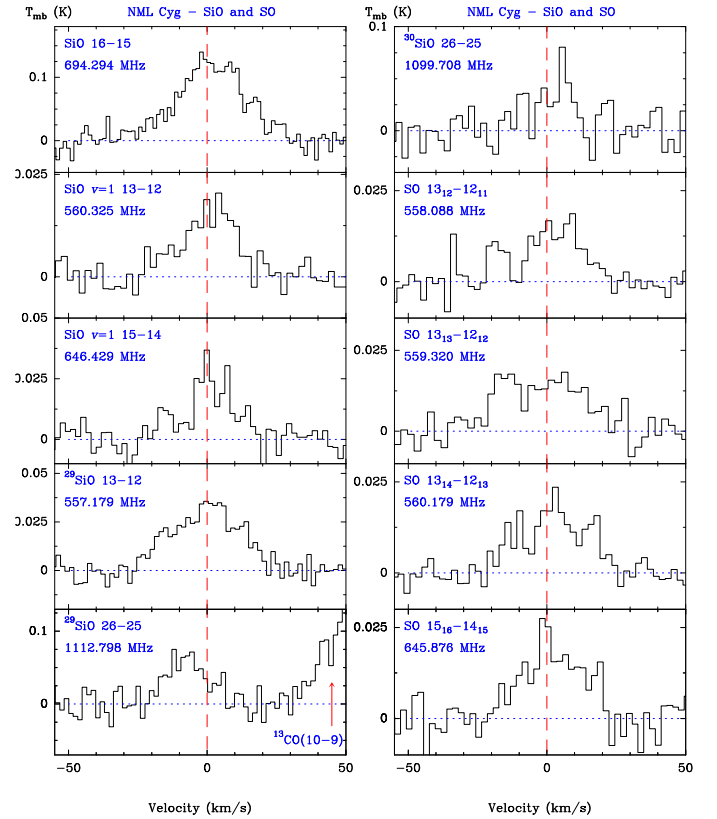 T_mb (K) NML Cyg – SiO and SO
SiO 16–15
694.294 MHz
0.1
0
0.025
SiO v=1 13–12
560.325 MHz
0
0.05
SiO v=1 15–14
646.429 MHz
0.025
0
0.05
²⁹SiO 13–12
557.179 MHz
0.025
0
²⁹SiO 26–25
1112.798 MHz
0.1
0
¹³CO(10–9)
−50 0 50
Velocity (km/s)
T_mb (K) NML Cyg – SiO and SO
³⁰SiO 26–25
1099.708 MHz
0.1
0
SO 13₁₂–12₁₁
558.088 MHz
0.025
0
SO 13₁₃–12₁₂
559.320 MHz
0.025
0
SO 13₁₄–12₁₃
560.179 MHz
0.025
0
SO 15₁₆–14₁₅
645.876 MHz
0.025
0
−50 0 50
Velocity (km/s)